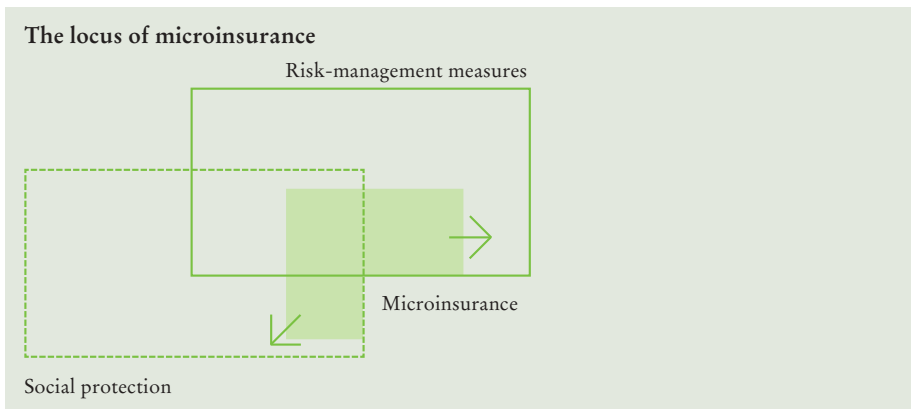 The locus of microinsurance
Risk-management measures
Microinsurance
Social protection